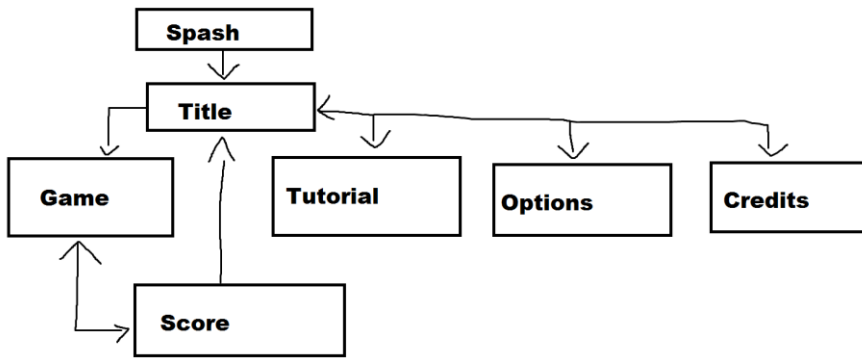 Spash
Title
Game
Tutorial
Options
Credits
Score